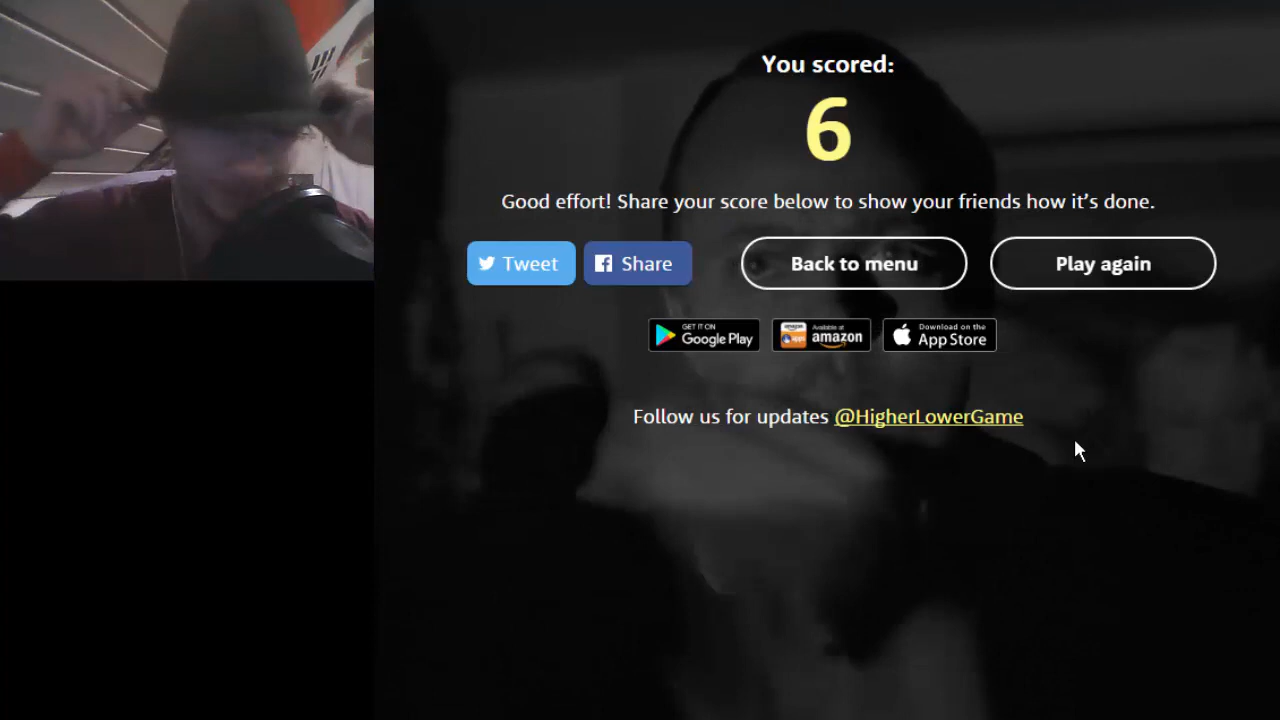 You scored:
6
Good effort! Share your score below to show your friends how it's done.
Tweet
Share
Back to menu
Play again
GET IT ON
Google Play
Available at
amazon
Download on the
App Store
Follow us for updates @HigherLowerGame